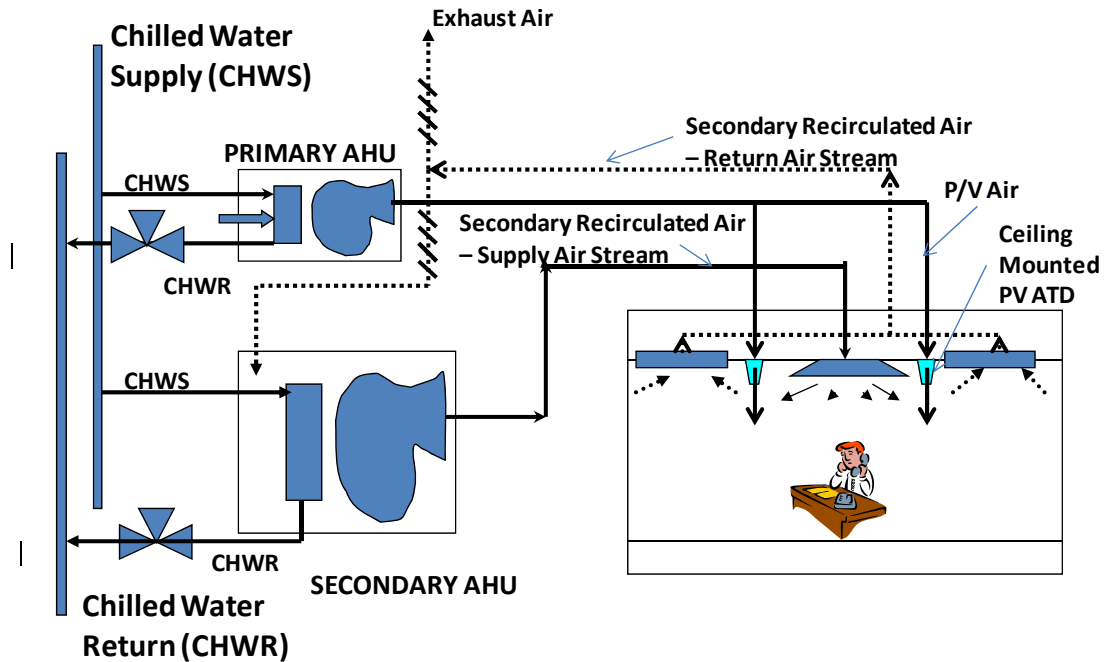 Exhaust Air
Chilled Water
Supply (CHWS)
Secondary Recirculated Air
– Return Air Stream
PRIMARY AHU
CHWS
P/V Air
Secondary Recirculated Air
– Supply Air Stream
Ceiling
Mounted
PV ATD
CHWR
CHWS
CHWR
SECONDARY AHU
Chilled Water
Return (CHWR)